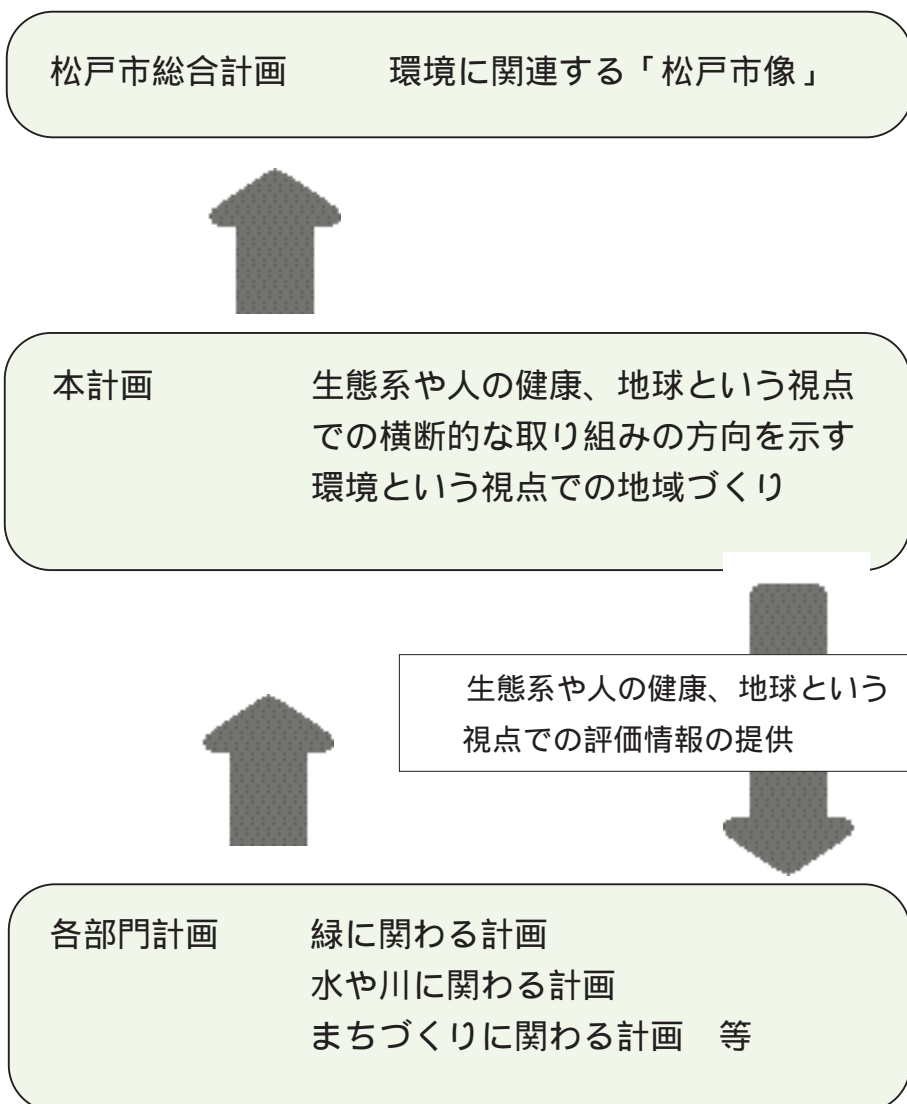 松戸市総合計画　環境に関連する「松戸市像」
本計画　生態系や人の健康、地球という視点
での横断的な取り組みの方向を示す
環境という視点での地域づくり
生態系や人の健康、地球という
視点での評価情報の提供
各部門計画　緑に関わる計画
水や川に関わる計画
まちづくりに関わる計画　等